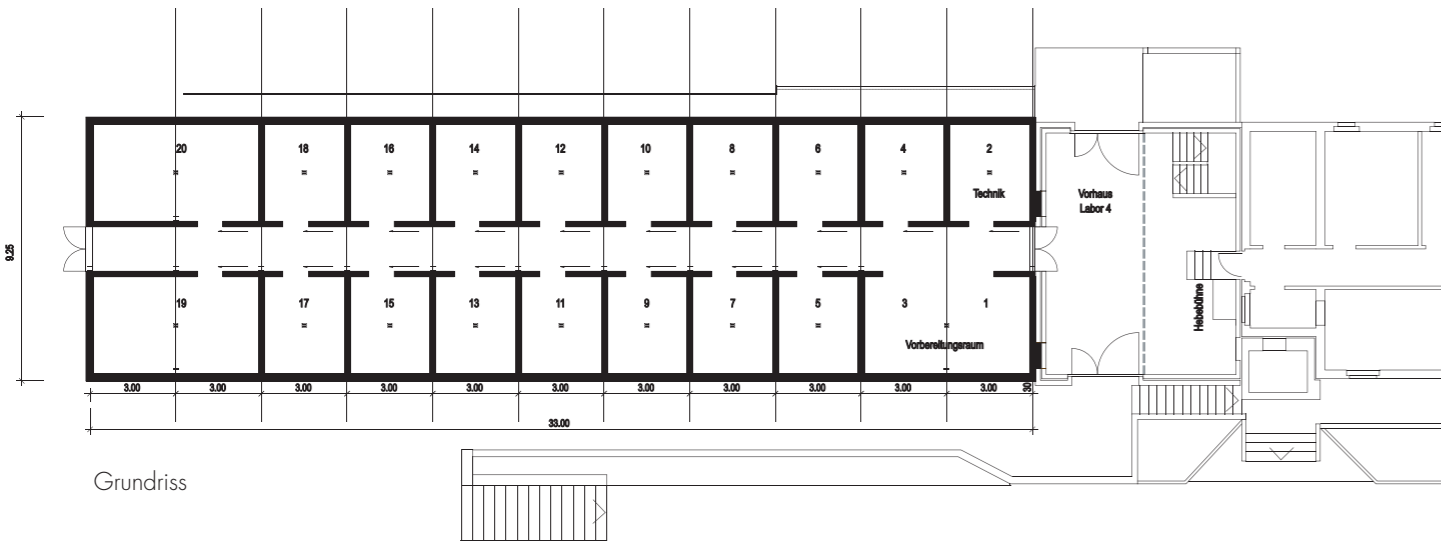 20 18 16 14 12 10 8 6 4 2
Technik
Vorhaus
Labor 4
9.25
19 17 15 13 11 9 7 5 3 1
Vorbereitungsraum
Hebebühne
3.00 3.00 3.00 3.00 3.00 3.00 3.00 3.00 3.00 3.00 3.00 30
33.00
Grundriss